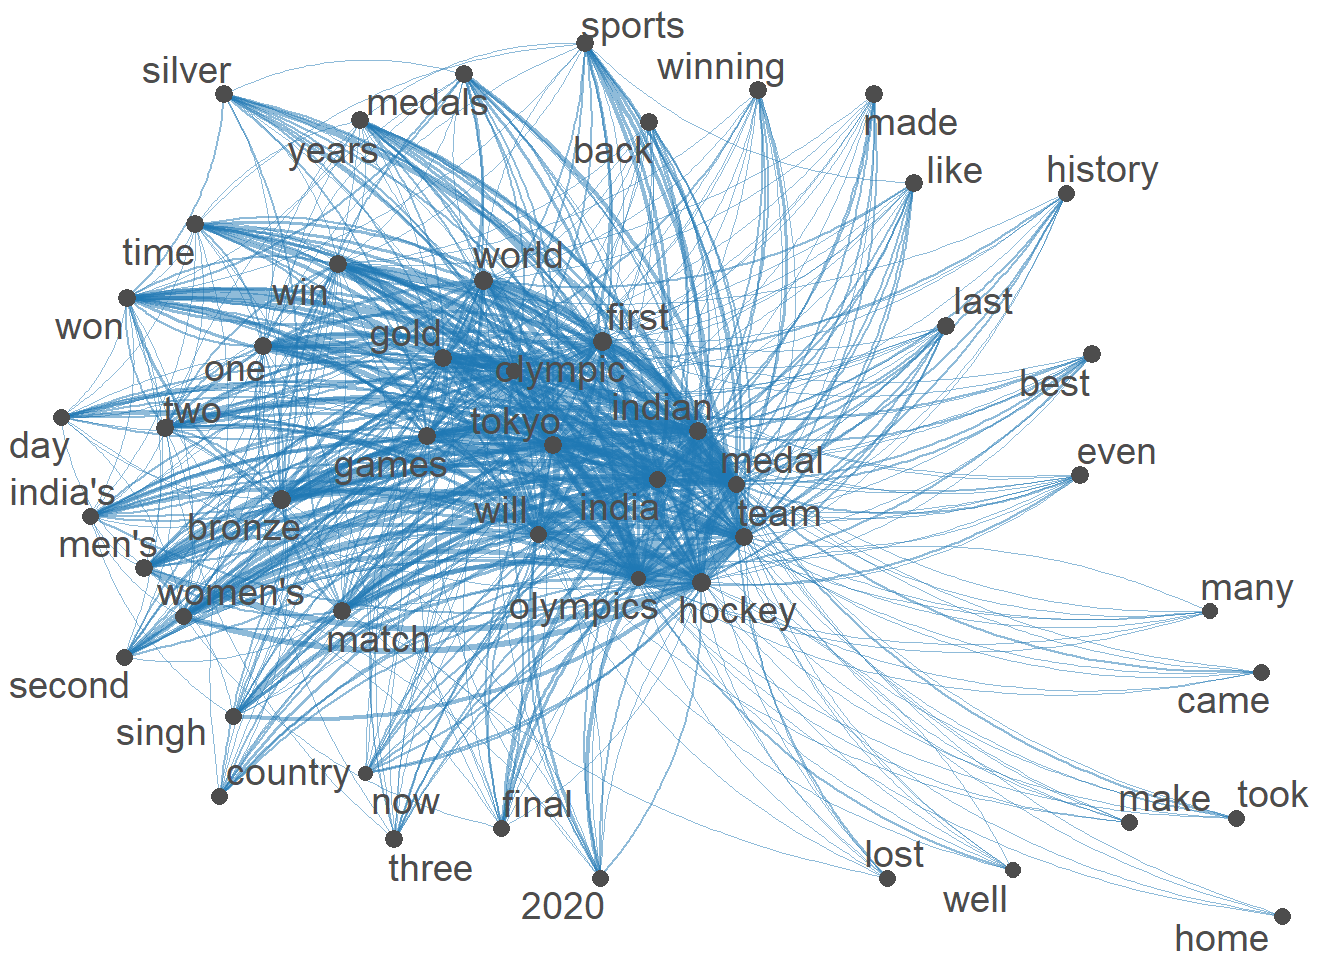 sports
silver
winning
medals
made
years
back
like
history
time
world
win
last
won
gold
first
one
olympic
best
two
indian
tokyo
day
games
medal
even
india's
will
india
team
bronze
men's
women's
olympics
hockey
many
match
second
came
singh
country
now
final
make
took
three
lost
2020
well
home